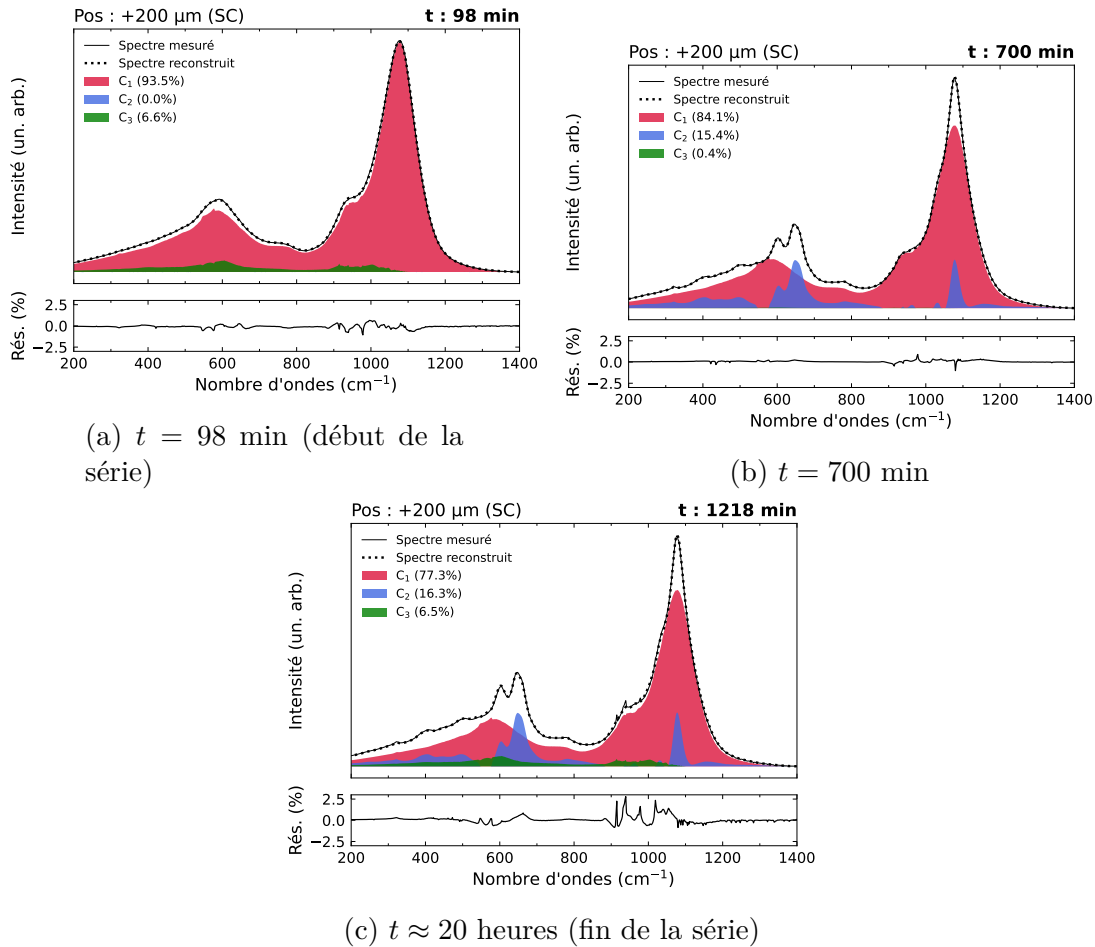 Pos : +200 µm (SC) t : 98 min
Intensité (un. arb.)
Spectre mesuré
Spectre reconstruit
C₁ (93.5%)
C₂ (0.0%)
C₃ (6.6%)
Rés. (%)
2.5
0.0
−2.5
200 400 600 800 1000 1200 1400
Nombre d'ondes (cm⁻¹)
(a) t = 98 min (début de la
série)
Pos : +200 µm (SC) t : 700 min
Intensité (un. arb.)
Spectre mesuré
Spectre reconstruit
C₁ (84.1%)
C₂ (15.4%)
C₃ (0.4%)
Rés. (%)
2.5
0.0
−2.5
200 400 600 800 1000 1200 1400
Nombre d'ondes (cm⁻¹)
(b) t = 700 min
Pos : +200 µm (SC) t : 1218 min
Intensité (un. arb.)
Spectre mesuré
Spectre reconstruit
C₁ (77.3%)
C₂ (16.3%)
C₃ (6.5%)
Rés. (%)
2.5
0.0
−2.5
200 400 600 800 1000 1200 1400
Nombre d'ondes (cm⁻¹)
(c) t ≈ 20 heures (fin de la série)